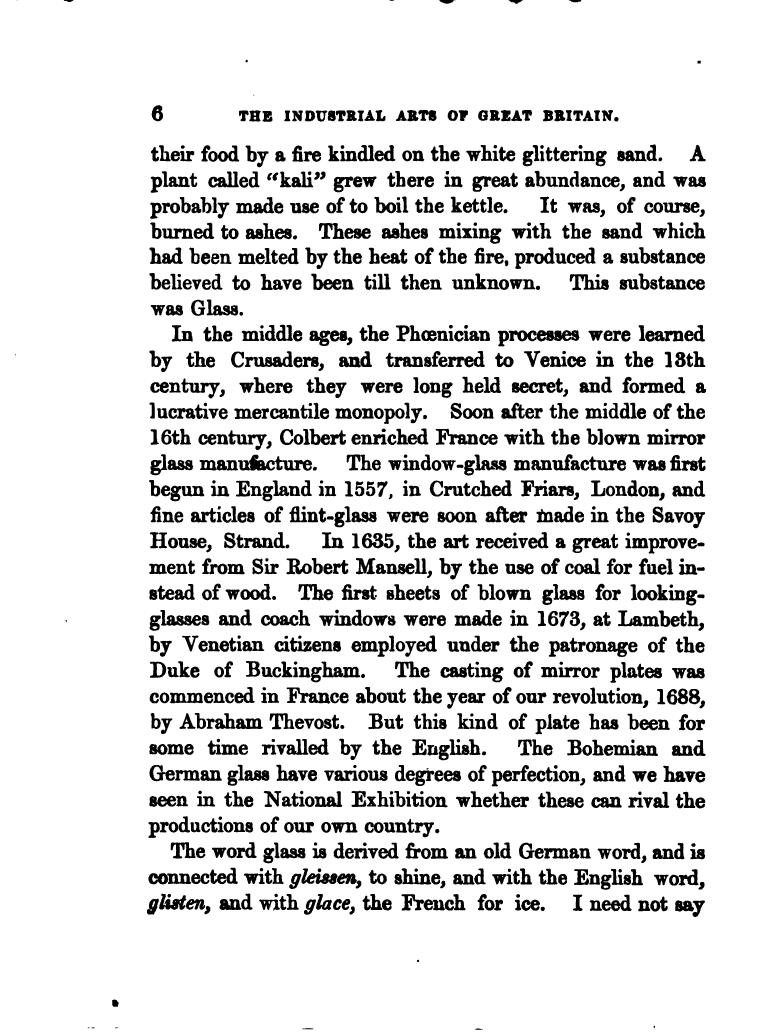 6 THE INDUSTRIAL ARTS OF GREAT BRITAIN.
their food by a fire kindled on the white glittering sand. A
plant called “kali” grew there in great abundance, and was
probably made use of to boil the kettle. It was, of course,
burned to ashes. These ashes mixing with the sand which
had been melted by the heat of the fire, produced a substance
believed to have been till then unknown. This substance
was Glass.
In the middle ages, the Phœnician processes were learned
by the Crusaders, and transferred to Venice in the 13th
century, where they were long held secret, and formed a
lucrative mercantile monopoly. Soon after the middle of the
16th century, Colbert enriched France with the blown mirror
glass manufacture. The window-glass manufacture was first
begun in England in 1557, in Crutched Friars, London, and
fine articles of flint-glass were soon after made in the Savoy
House, Strand. In 1635, the art received a great improve-
ment from Sir Robert Mansell, by the use of coal for fuel in-
stead of wood. The first sheets of blown glass for looking-
glasses and coach windows were made in 1673, at Lambeth,
by Venetian citizens employed under the patronage of the
Duke of Buckingham. The casting of mirror plates was
commenced in France about the year of our revolution, 1688,
by Abraham Thevost. But this kind of plate has been for
some time rivalled by the English. The Bohemian and
German glass have various degrees of perfection, and we have
seen in the National Exhibition whether these can rival the
productions of our own country.
The word glass is derived from an old German word, and is
connected with gleissen, to shine, and with the English word,
glisten, and with glace, the French for ice. I need not say